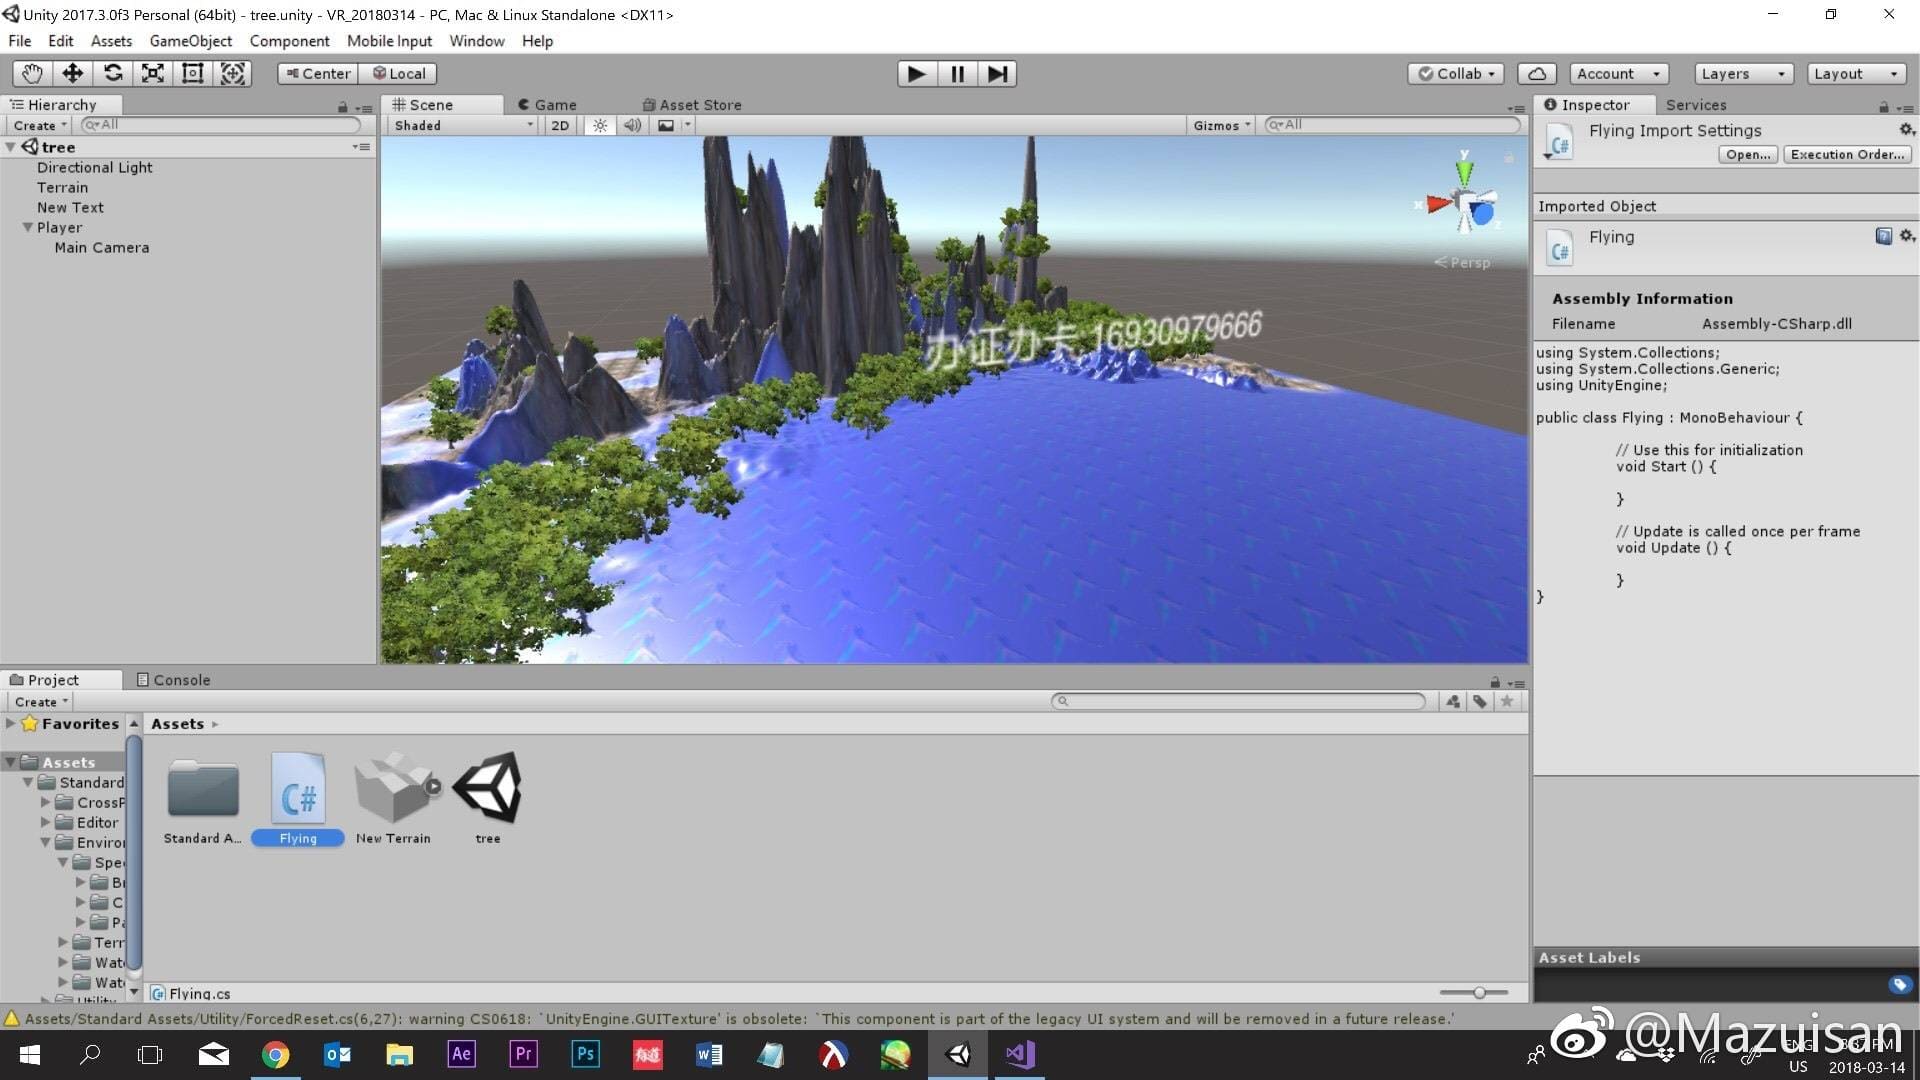 Unity 2017.3.0f3 Personal (64bit) - tree.unity - VR_20180314 - PC, Mac & Linux Standalone <DX11>
File Edit Assets GameObject Component Mobile Input Window Help
Center Local Collab Account Layers Layout
Hierarchy
Create All
tree
Directional Light
Terrain
New Text
Player
Main Camera
Scene Game Asset Store
Shaded 2D Gizmos All
y
x
z
Persp
办证办卡:16930979666
Inspector Services
Flying Import Settings
Open... Execution Order...
Imported Object
Flying
C#
Assembly Information
Filename Assembly-CSharp.dll
using System.Collections;
using System.Collections.Generic;
using UnityEngine;
public class Flying : MonoBehaviour {
// Use this for initialization
void Start () {
}
// Update is called once per frame
void Update () {
}
}
Project Console
Create
Favorites
Assets
Standard
CrossP
Editor
Enviror
Spe
B
C
Pa
Terr
Wat
Wat
Utility
Assets
C#
Standard A...
Flying
New Terrain
tree
Flying.cs
Asset Labels
Assets/Standard Assets/Utility/ForcedReset.cs(6,27): warning CS0618: `UnityEngine.GUITexture' is obsolete: `This component is part of the legacy UI system and will be removed in a future release.'
Ae Pr Ps 有道
@Mazuisan
ENG
US
2018-03-14